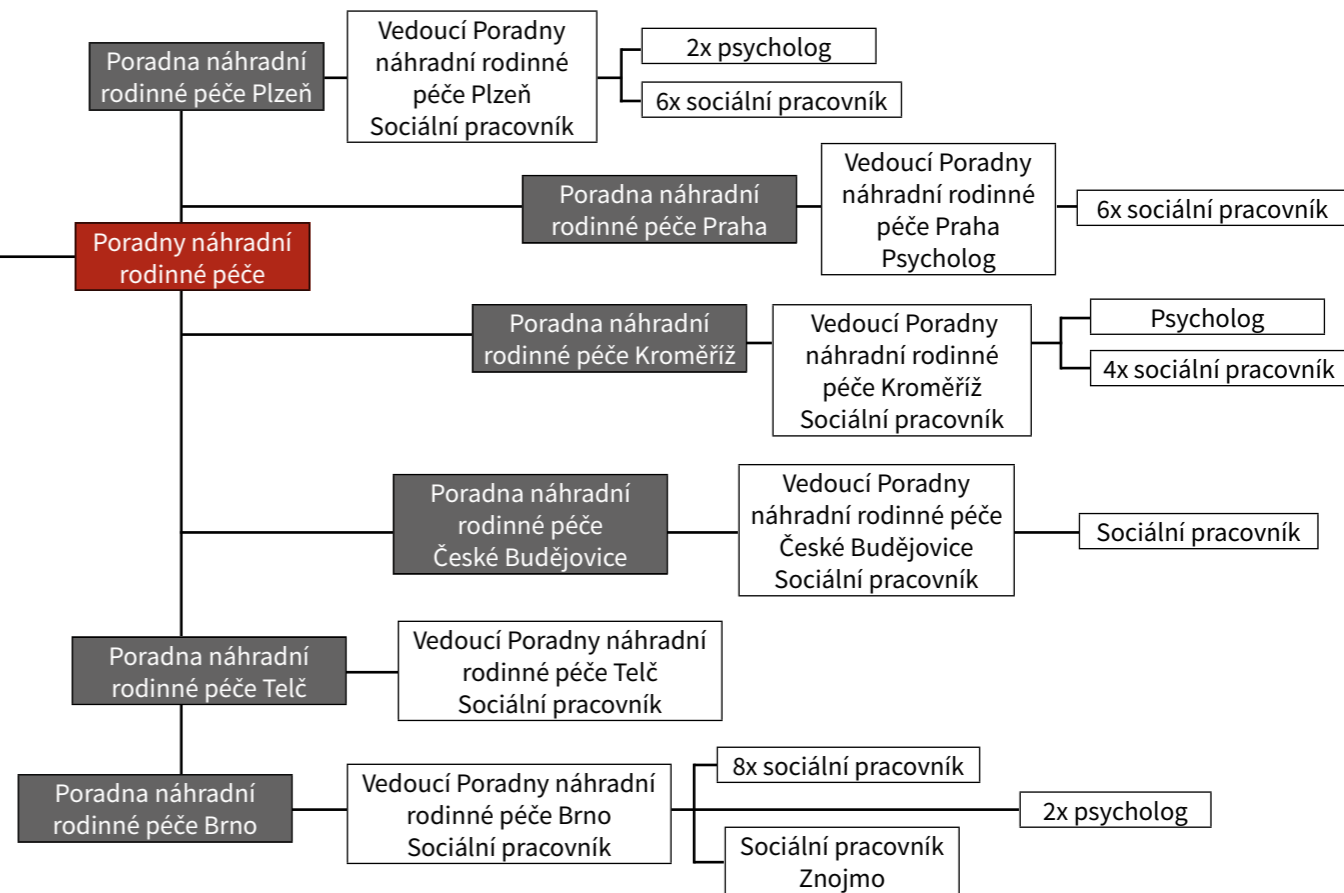 Poradna náhradní
rodinné péče Plzeň
Vedoucí Poradny
náhradní rodinné
péče Plzeň
Sociální pracovník
2x psycholog
6x sociální pracovník
Poradna náhradní
rodinné péče Praha
Vedoucí Poradny
náhradní rodinné
péče Praha
Psycholog
6x sociální pracovník
Poradny náhradní
rodinné péče
Poradna náhradní
rodinné péče Kroměříž
Vedoucí Poradny
náhradní rodinné
péče Kroměříž
Sociální pracovník
Psycholog
4x sociální pracovník
Poradna náhradní
rodinné péče
České Budějovice
Vedoucí Poradny
náhradní rodinné péče
České Budějovice
Sociální pracovník
Sociální pracovník
Poradna náhradní
rodinné péče Telč
Vedoucí Poradny náhradní
rodinné péče Telč
Sociální pracovník
Poradna náhradní
rodinné péče Brno
Vedoucí Poradny náhradní
rodinné péče Brno
Sociální pracovník
8x sociální pracovník
2x psycholog
Sociální pracovník
Znojmo